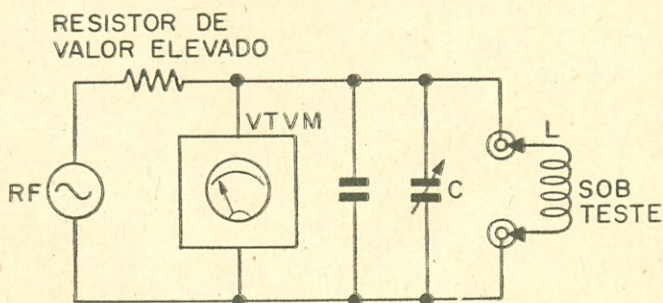 RESISTOR DE
VALOR ELEVADO
VTVM
RF
C
L
SOB
TESTE